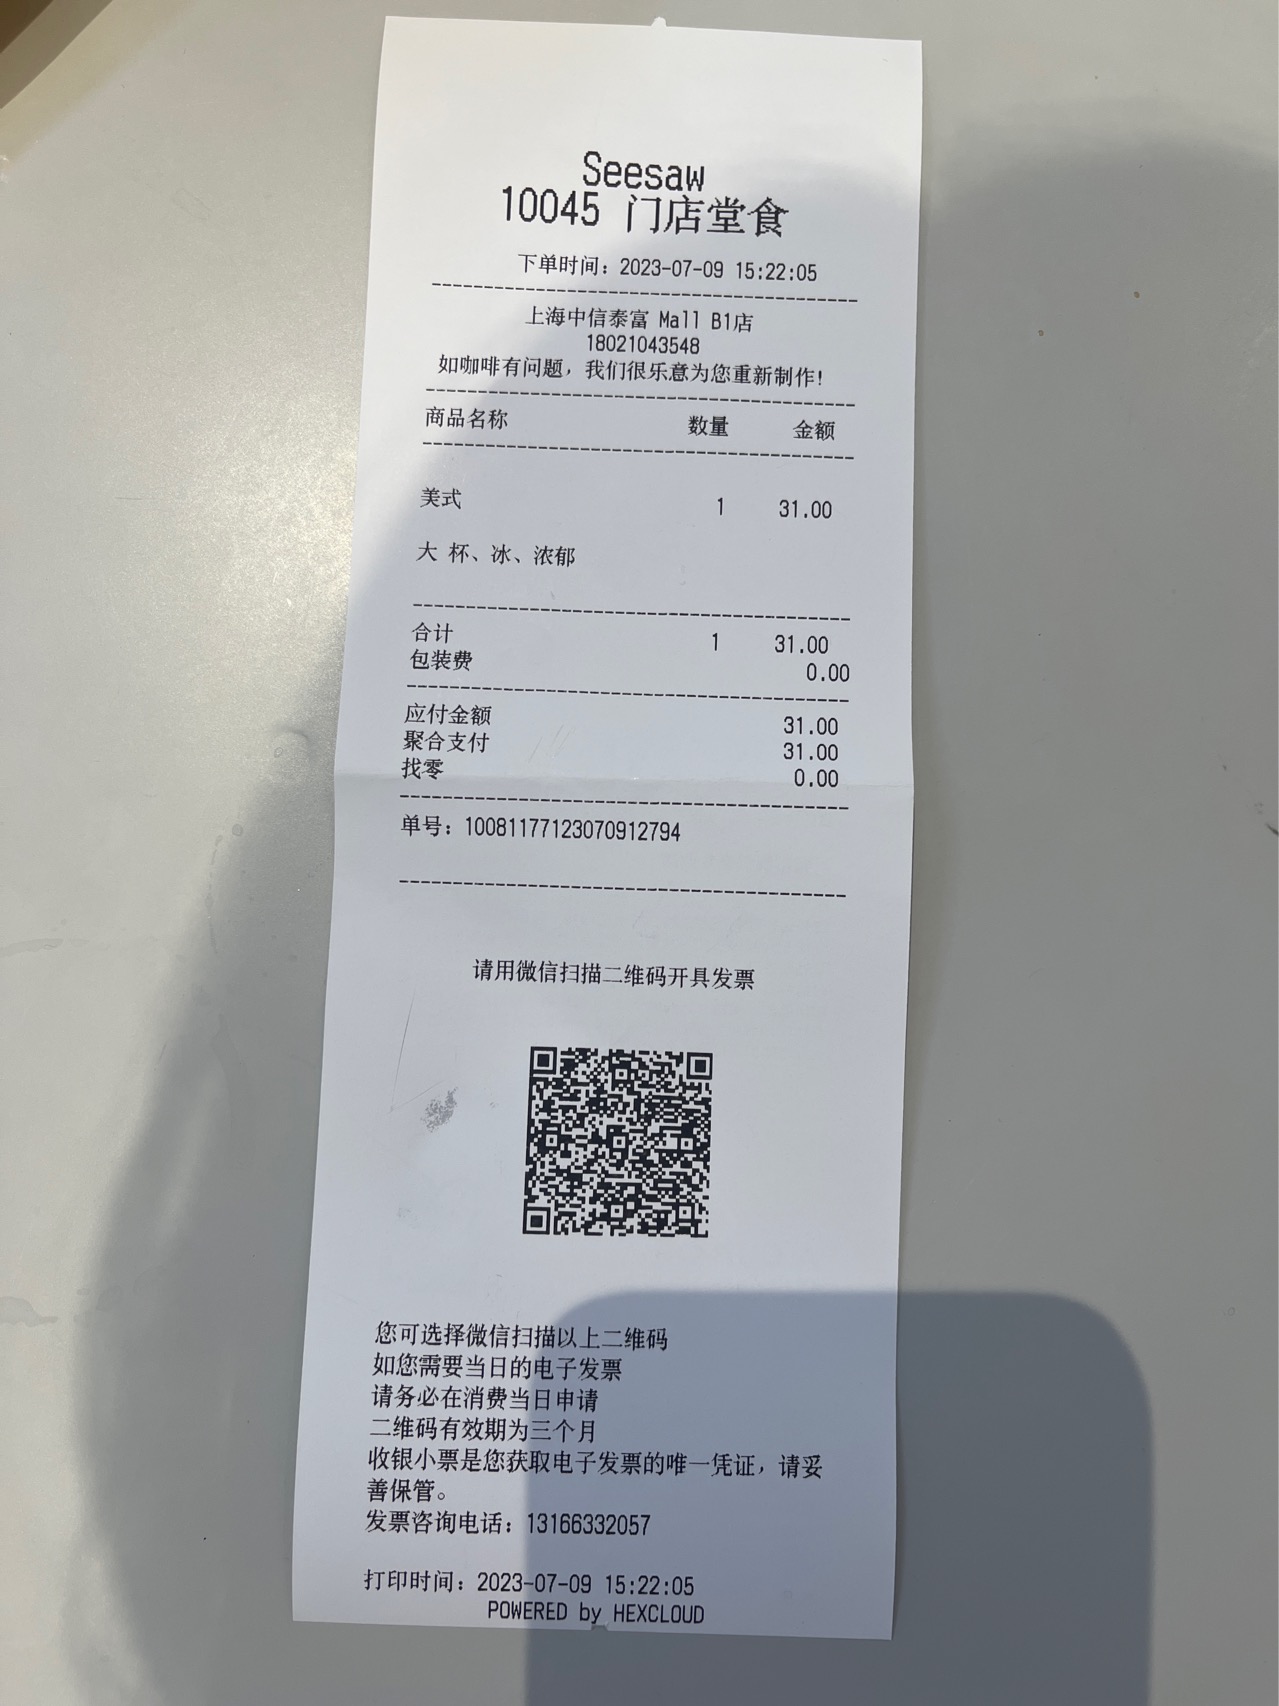 Seesaw
10045 门店堂食
下单时间：2023-07-09 15:22:05
上海中信泰富 Mall B1店
18021043548
如咖啡有问题，我们很乐意为您重新制作!
商品名称 数量 金额
美式 1 31.00
大 杯、冰、浓郁
合计 1 31.00
包装费 0.00
应付金额 31.00
聚合支付 31.00
找零 0.00
单号：10081177123070912794
请用微信扫描二维码开具发票
您可选择微信扫描以上二维码
如您需要当日的电子发票
请务必在消费当日申请
二维码有效期为三个月
收银小票是您获取电子发票的唯一凭证，请妥
善保管。
发票咨询电话：13166332057
打印时间：2023-07-09 15:22:05
POWERED by HEXCLOUD